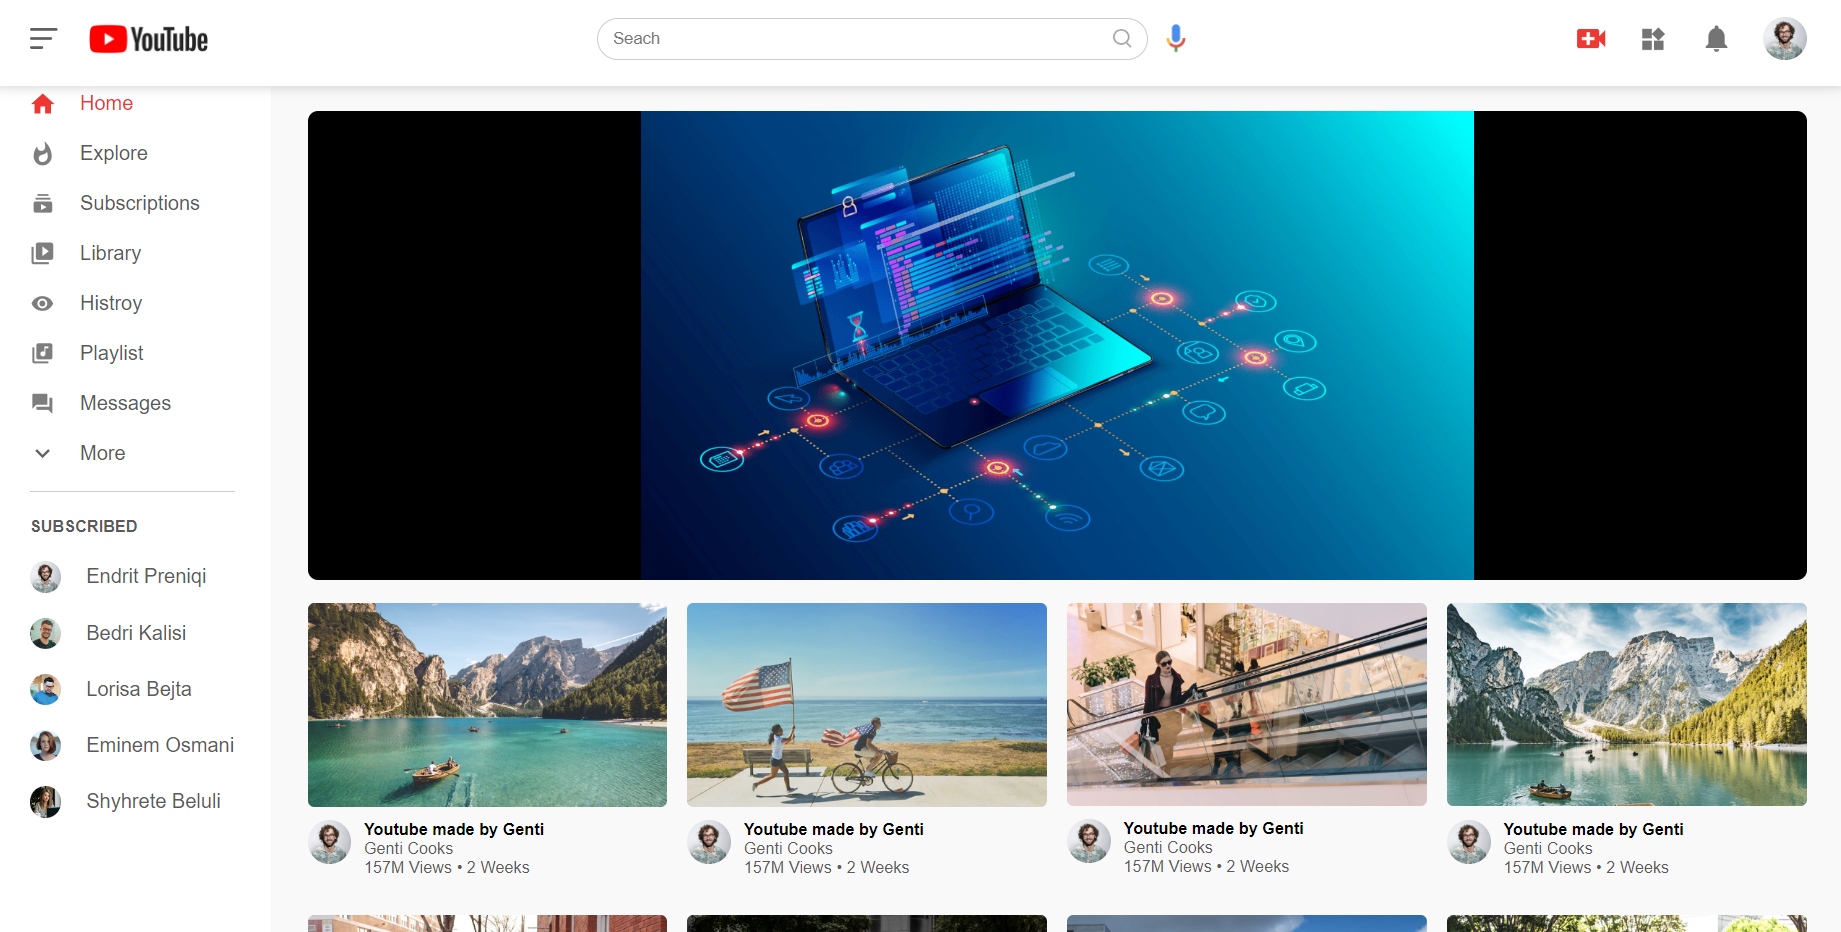 YouTube
Seach
Home
Explore
Subscriptions
Library
Histroy
Playlist
Messages
More
SUBSCRIBED
Endrit Preniqi
Bedri Kalisi
Lorisa Bejta
Eminem Osmani
Shyhrete Beluli
Youtube made by Genti
Genti Cooks
157M Views • 2 Weeks
Youtube made by Genti
Genti Cooks
157M Views • 2 Weeks
Youtube made by Genti
Genti Cooks
157M Views • 2 Weeks
Youtube made by Genti
Genti Cooks
157M Views • 2 Weeks